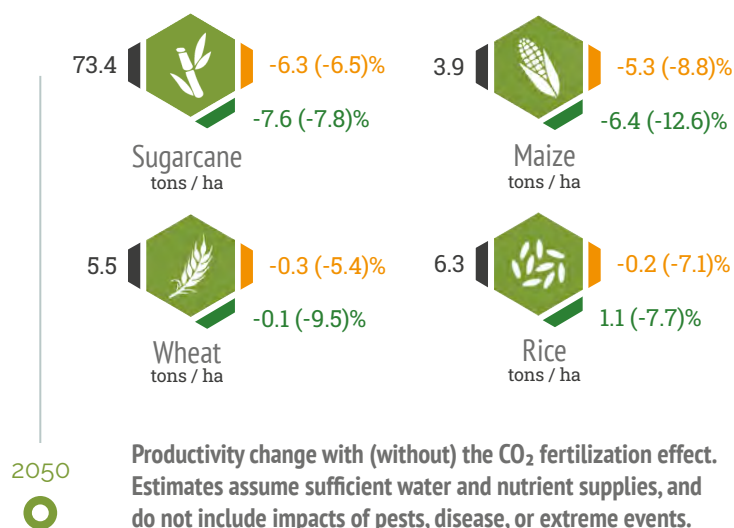 73.4
-6.3 (-6.5)%
-7.6 (-7.8)%
Sugarcane
tons / ha
3.9
-5.3 (-8.8)%
-6.4 (-12.6)%
Maize
tons / ha
5.5
-0.3 (-5.4)%
-0.1 (-9.5)%
Wheat
tons / ha
6.3
-0.2 (-7.1)%
1.1 (-7.7)%
Rice
tons / ha
2050
Productivity change with (without) the CO₂ fertilization effect.
Estimates assume sufficient water and nutrient supplies, and
do not include impacts of pests, disease, or extreme events.